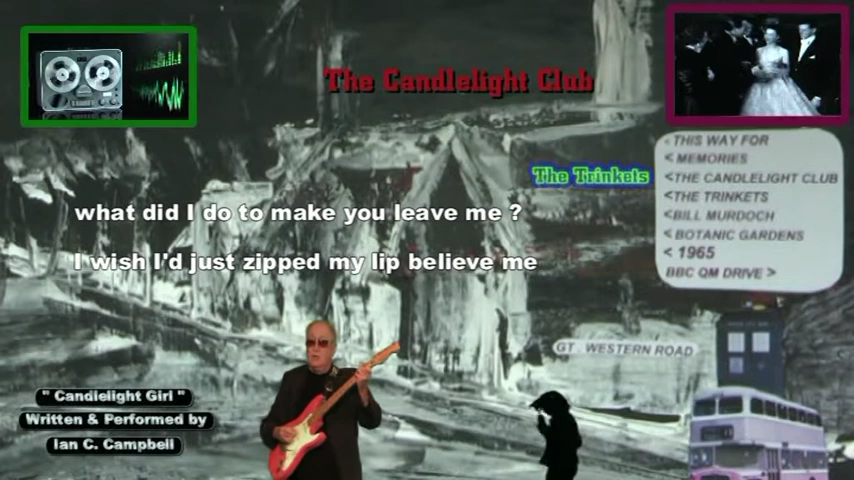 The Candlelight Club
< THIS WAY FOR
< MEMORIES
< THE CANDLELIGHT CLUB
< THE TRINKETS
< BILL MURDOCH
< BOTANIC GARDENS
< 1965
BBC QM DRIVE >
The Trinkets
what did I do to make you leave me ?
I wish I'd just zipped my lip believe me
GT . WESTERN ROAD
" Candlelight Girl "
Written & Performed by
Ian C. Campbell